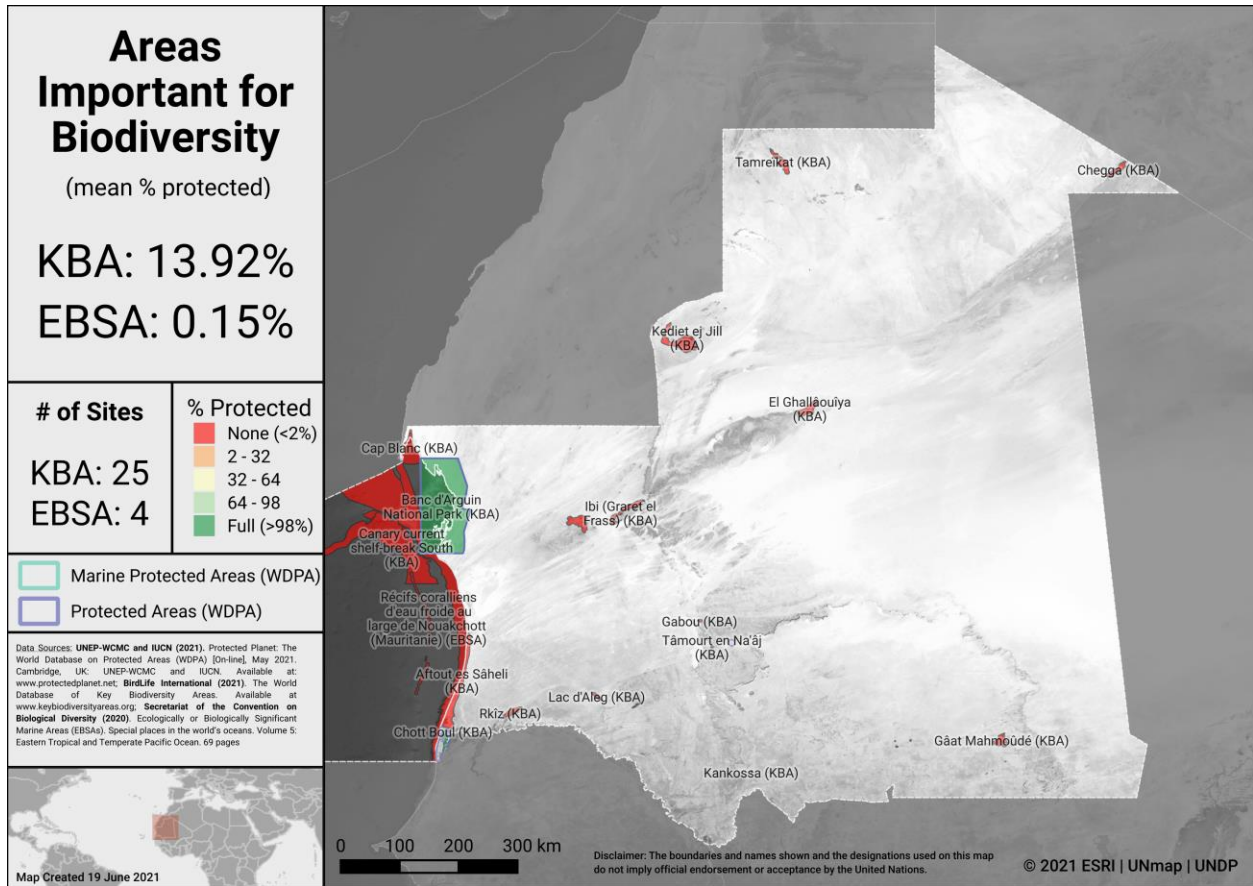 Areas
Important for
Biodiversity
(mean % protected)
KBA: 13.92%
EBSA: 0.15%
# of Sites
KBA: 25
EBSA: 4
% Protected
None (<2%)
2 - 32
32 - 64
64 - 98
Full (>98%)
Marine Protected Areas (WDPA)
Protected Areas (WDPA)
Data Sources: UNEP-WCMC and IUCN (2021). Protected Planet: The
World Database on Protected Areas (WDPA) [On-line], May 2021.
Cambridge, UK: UNEP-WCMC and IUCN. Available at:
www.protectedplanet.net; BirdLife International (2021). The World
Database of Key Biodiversity Areas. Available at
www.keybiodiversityareas.org; Secretariat of the Convention on
Biological Diversity (2020). Ecologically or Biologically Significant
Marine Areas (EBSAs). Special places in the world's oceans. Volume 5:
Eastern Tropical and Temperate Pacific Ocean. 69 pages
Map Created 19 June 2021
Tamreïkat (KBA)
Chegga (KBA)
Kediet ej Jill
(KBA)
El Ghallâouîya
(KBA)
Cap Blanc (KBA)
Banc d'Arguin
National Park (KBA)
Ibi (Graret el
Frass) (KBA)
Canary current
shelf-break South
(KBA)
Récifs coralliens
d'eau froide au
large de Nouakchott
(Mauritanie) (EBSA)
Gabou (KBA)
Tâmourt en Na'âj
(KBA)
Aftout es Sâheli
(KBA)
Lac d'Aleg (KBA)
Rkîz (KBA)
Chott Boul (KBA)
Gâat Mahmoûdé (KBA)
Kankossa (KBA)
0 100 200 300 km
Disclaimer: The boundaries and names shown and the designations used on this map
do not imply official endorsement or acceptance by the United Nations.
© 2021 ESRI | UNmap | UNDP